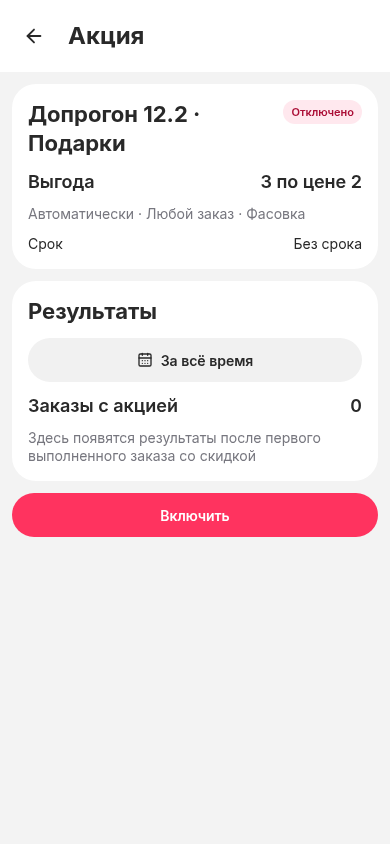 Акция
Допрогон 12.2 ·
Подарки
Отключено
Выгода 3 по цене 2
Автоматически · Любой заказ · Фасовка
Срок Без срока
Результаты
За всё время
Заказы с акцией 0
Здесь появятся результаты после первого
выполненного заказа со скидкой
Включить